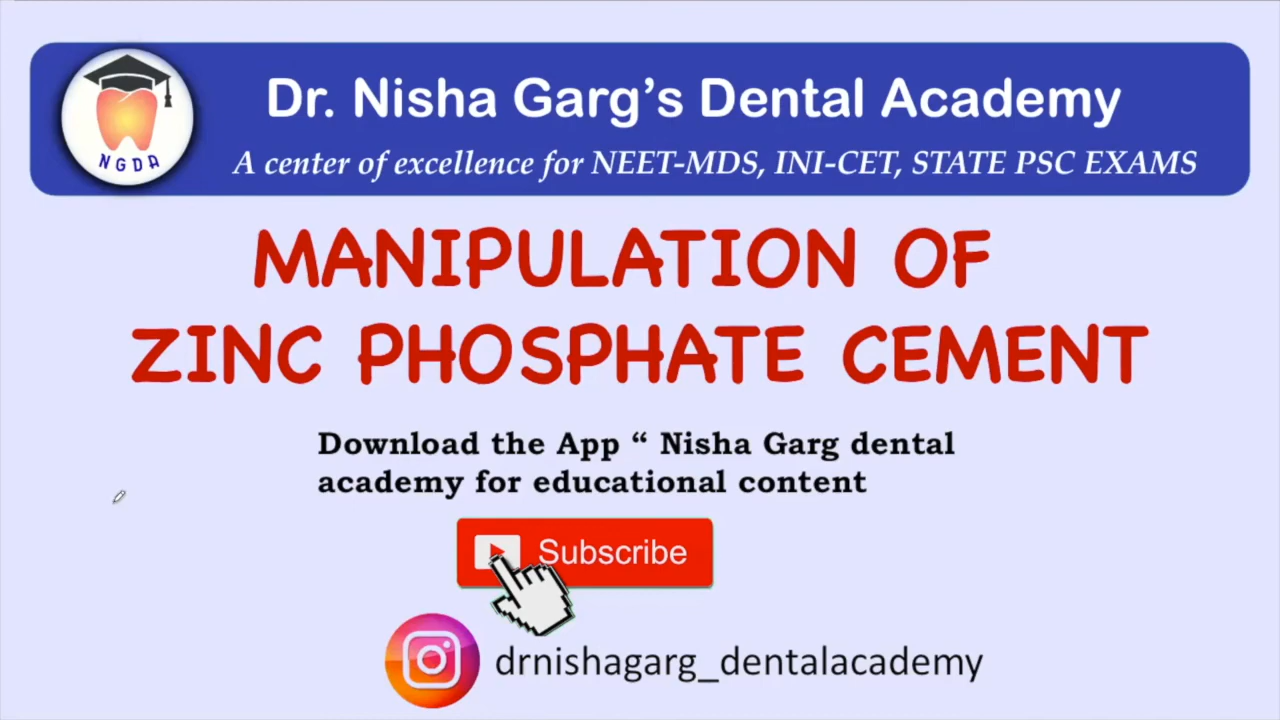 Dr. Nisha Garg's Dental Academy
A center of excellence for NEET-MDS, INI-CET, STATE PSC EXAMS
NGDA
MANIPULATION OF
ZINC PHOSPHATE CEMENT
Download the App “ Nisha Garg dental
academy for educational content
Subscribe
drnishagarg_dentalacademy